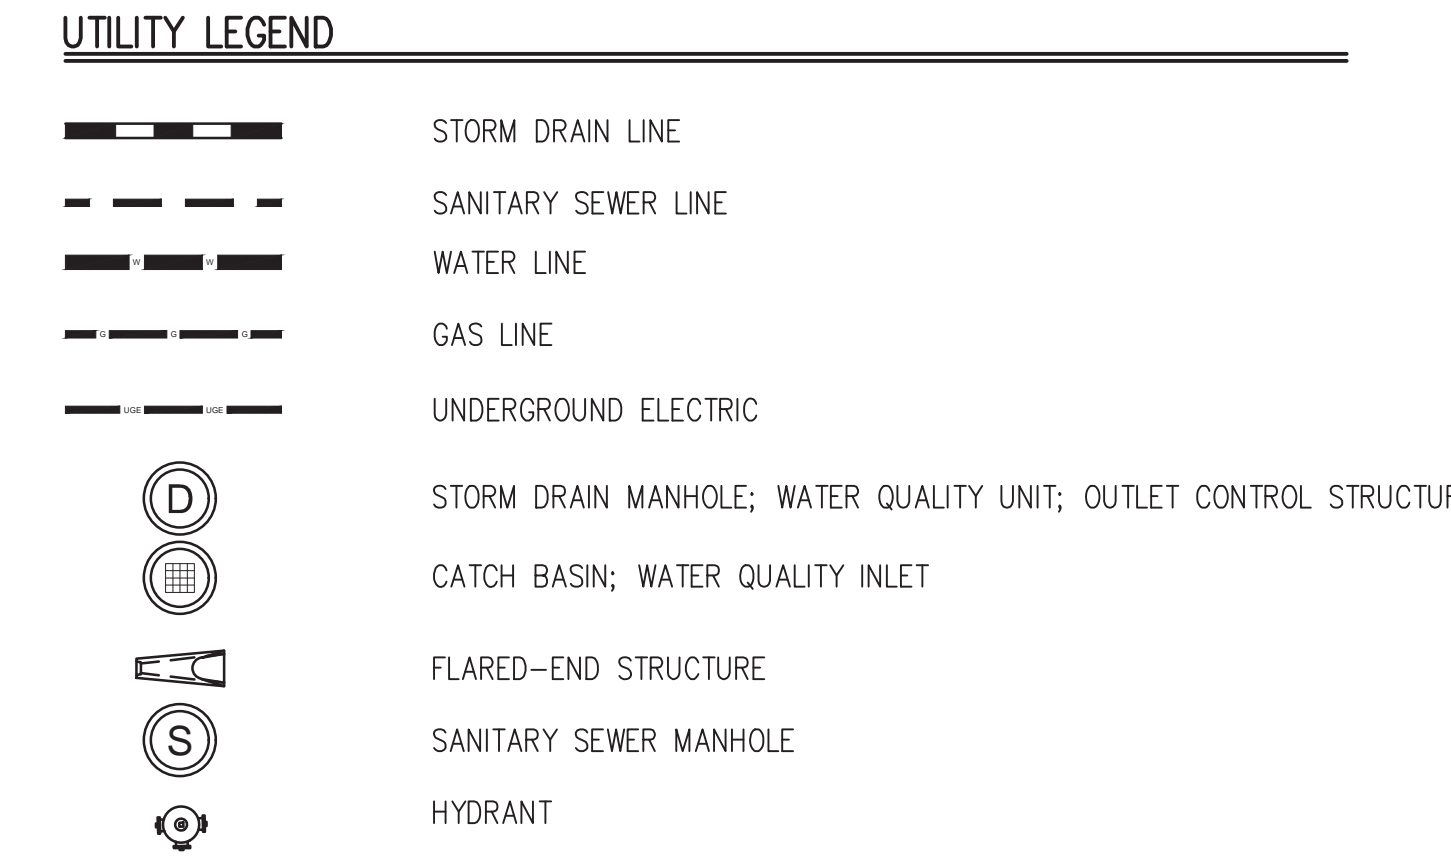 UTILITY LEGEND
STORM DRAIN LINE
SANITARY SEWER LINE
W W WATER LINE
G G G GAS LINE
UGE UGE UNDERGROUND ELECTRIC
D STORM DRAIN MANHOLE; WATER QUALITY UNIT; OUTLET CONTROL
CATCH BASIN; WATER QUALITY INLET
FLARED-END STRUCTURE
S SANITARY SEWER MANHOLE
HYDRANT